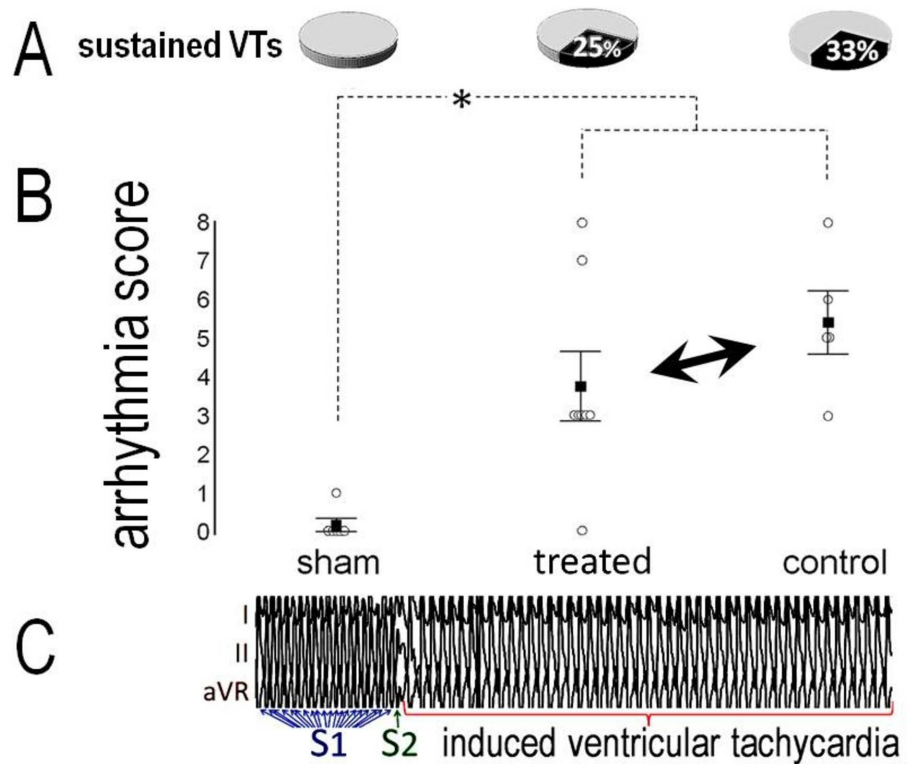 A sustained VTs 25% 33%
*
B
arrhythmia score
8
7
6
5
4
3
2
1
0
sham treated control
C
I
II
aVR
S1 S2 induced ventricular tachycardia